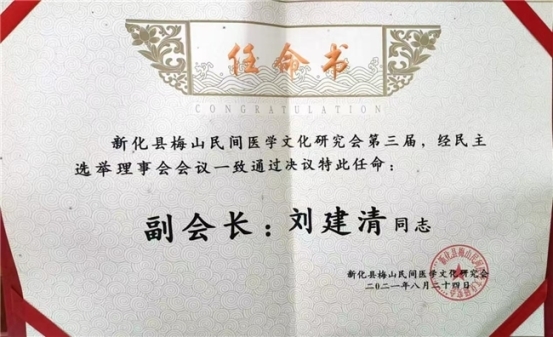 任命书
CONGRATULATION
新化县梅山民间医学文化研究会第三届，经民主
选举理事会会议一致通过决议特此任命：
副会长：刘建清同志
新化县梅山民间医学文化研究会
二〇二一年八月二十四日